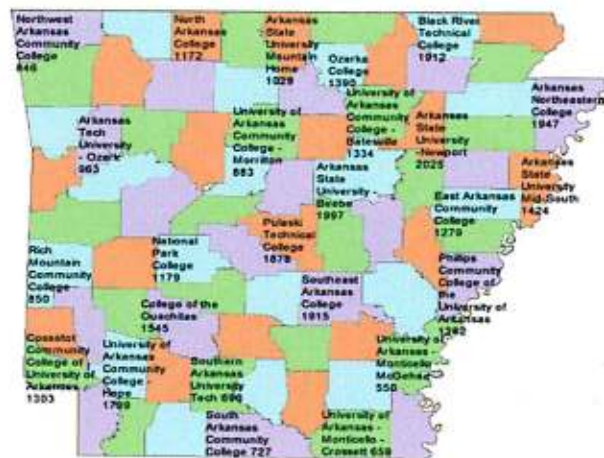 Northwest
Arkansas
Community
College
846
North
Arkansas
College
1172
Arkansas
State
University
Mountain
Home
1029
Ozarka
College
1390
Black River
Technical
College
1912
Arkansas
Northeastern
College
1947
Arkansas
Tech
University
- Ozark
963
University of
Arkansas
Community
College -
Morrilton
883
University of
Arkansas
Community
College -
Batesville
1334
Arkansas
State
University
- Newport
2025
Arkansas
State
University
Mid-South
1424
Arkansas
State
University -
Beebe
1997
East Arkansas
Community
College
1279
Pulaski
Technical
College
1878
Rich
Mountain
Community
College
850
National
Park
College
1179
Southeast
Arkansas
College
1915
Phillips
Community
College of
the
University of
Arkansas
College of the
Ouachitas
1545
Cossatot
Community
College of
University of
Arkansas -
1303
University of
Arkansas
Community
College
Hope
Southern
Arkansas
University
Tech
University of
Arkansas -
Monticello
McGehee
South
Arkansas
Community
College 727
University of
Arkansas -
Monticello -
Crossett